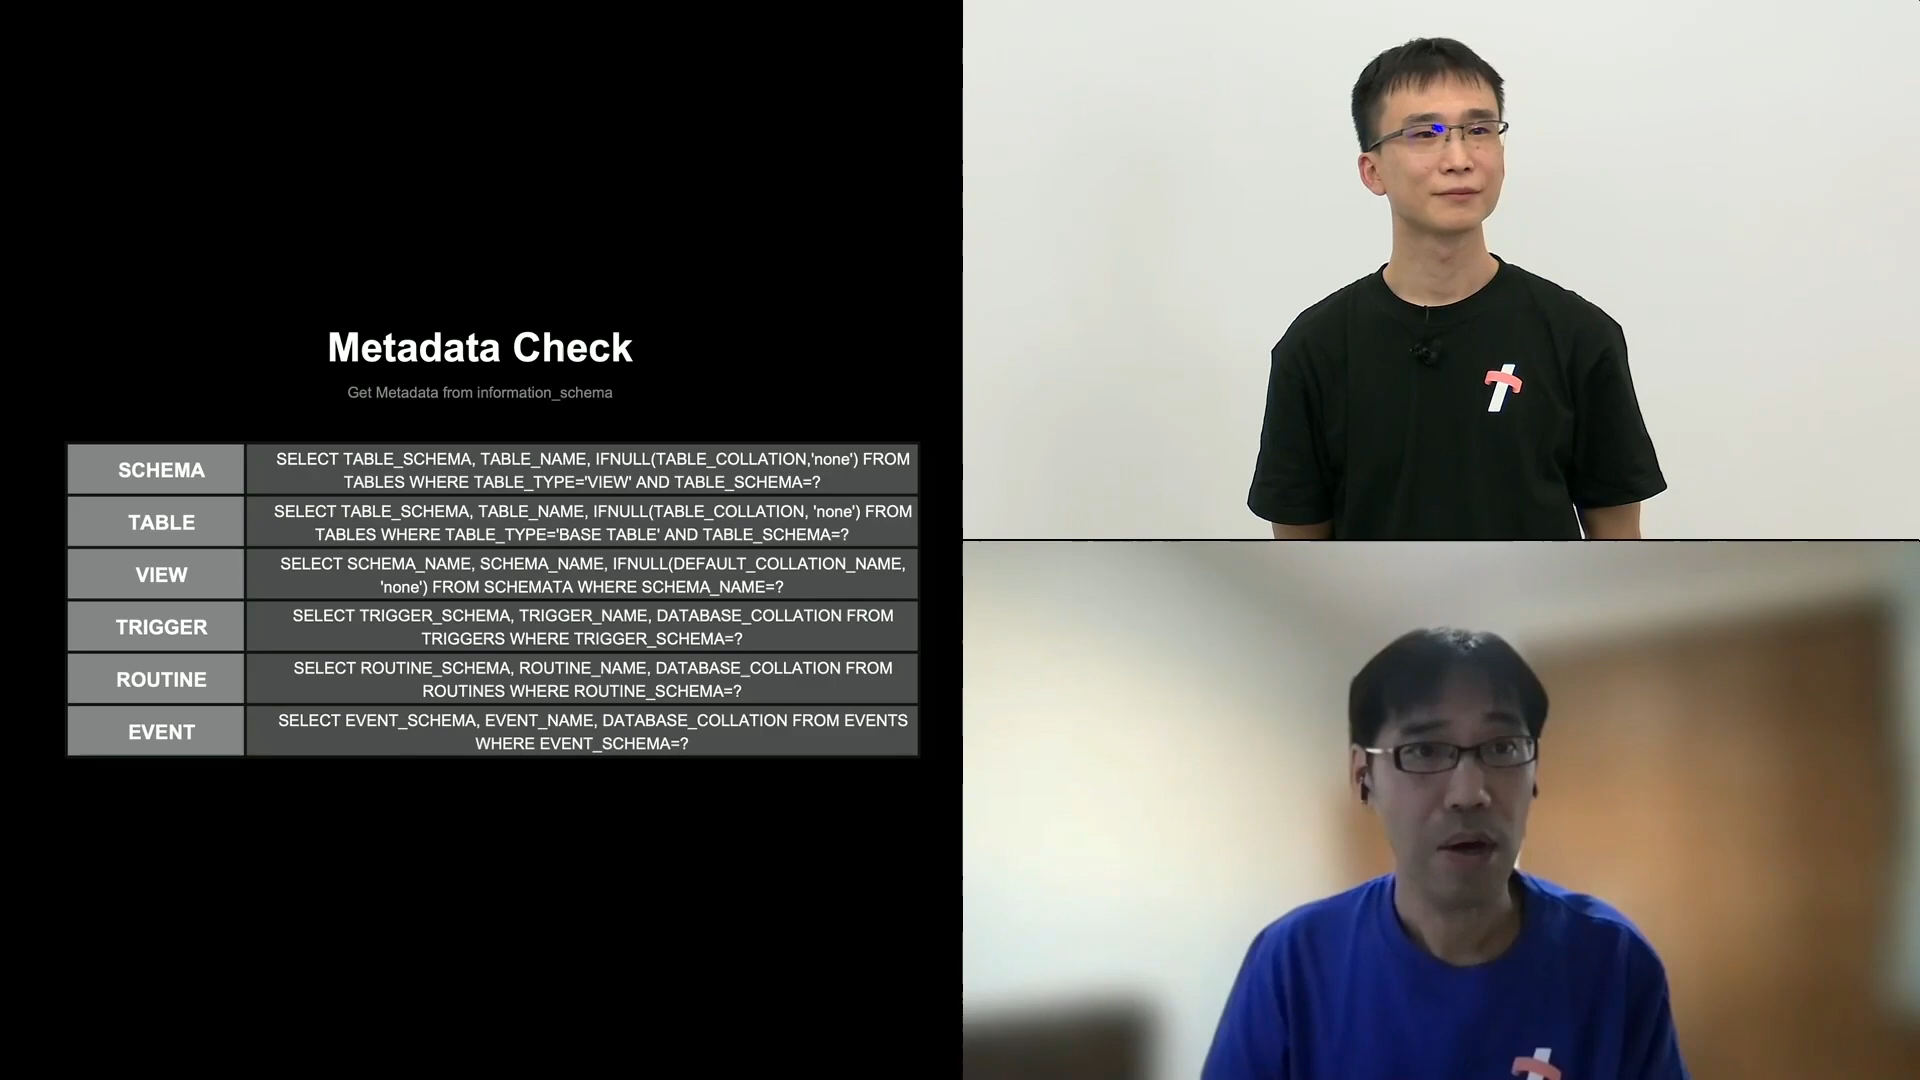 Metadata Check
Get Metadata from information_schema
SCHEMA
SELECT TABLE_SCHEMA, TABLE_NAME, IFNULL(TABLE_COLLATION,'none') FROM
TABLES WHERE TABLE_TYPE='VIEW' AND TABLE_SCHEMA=?
TABLE
SELECT TABLE_SCHEMA, TABLE_NAME, IFNULL(TABLE_COLLATION, 'none') FROM
TABLES WHERE TABLE_TYPE='BASE TABLE' AND TABLE_SCHEMA=?
VIEW
SELECT SCHEMA_NAME, SCHEMA_NAME, IFNULL(DEFAULT_COLLATION_NAME,
'none') FROM SCHEMATA WHERE SCHEMA_NAME=?
TRIGGER
SELECT TRIGGER_SCHEMA, TRIGGER_NAME, DATABASE_COLLATION FROM
TRIGGERS WHERE TRIGGER_SCHEMA=?
ROUTINE
SELECT ROUTINE_SCHEMA, ROUTINE_NAME, DATABASE_COLLATION FROM
ROUTINES WHERE ROUTINE_SCHEMA=?
EVENT
SELECT EVENT_SCHEMA, EVENT_NAME, DATABASE_COLLATION FROM EVENTS
WHERE EVENT_SCHEMA=?